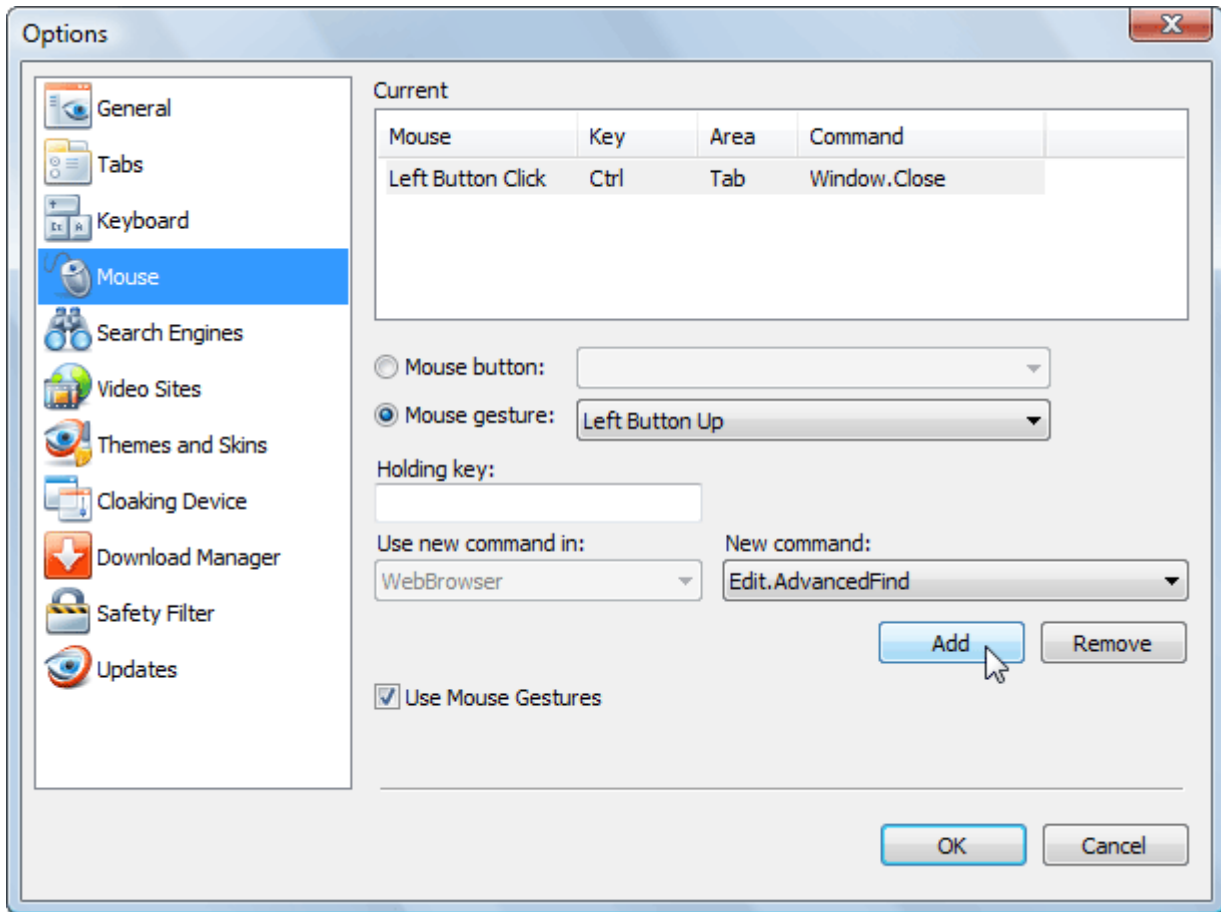 Options
General
Tabs
Keyboard
Mouse
Search Engines
Video Sites
Themes and Skins
Cloaking Device
Download Manager
Safety Filter
Updates
Current
Mouse Key Area Command
Left Button Click Ctrl Tab Window.Close
Mouse button:
Mouse gesture: Left Button Up
Holding key:
Use new command in: New command:
WebBrowser Edit.AdvancedFind
Add Remove
Use Mouse Gestures
OK Cancel